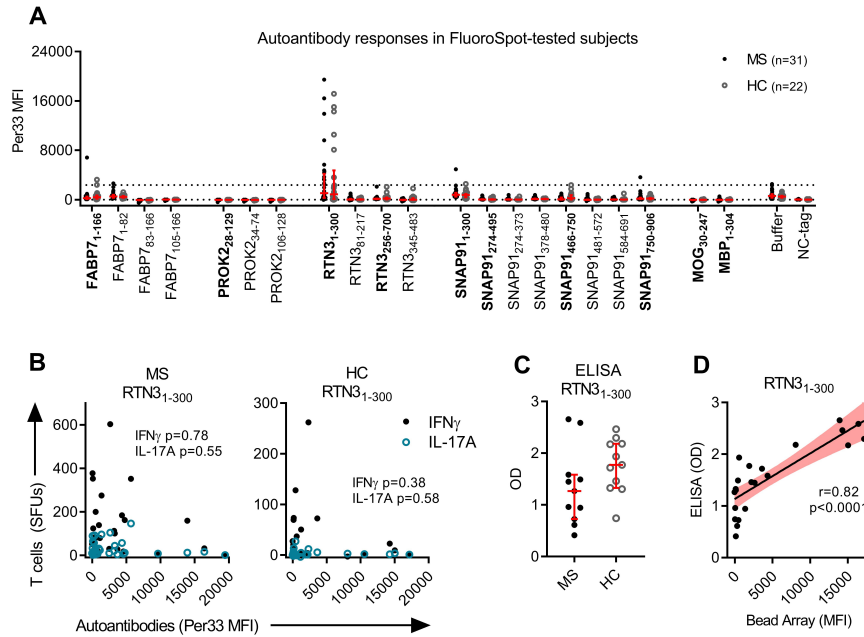 A
Autoantibody responses in FluoroSpot-tested subjects
Per33 MFI
24000
16000
8000
0
MS (n=31)
HC (n=22)
FABP7₁₋₁₆₆
FABP7₁₋₈₂
FABP7₈₃₋₁₆₆
FABP7₁₀₅₋₁₆₆
PROK2₂₈₋₁₂₉
PROK2₃₄₋₇₄
PROK2₁₀₆₋₁₂₈
RTN3₁₋₃₀₀
RTN3₈₁₋₂₁₇
RTN3₂₅₆₋₇₀₀
RTN3₃₄₅₋₄₈₃
SNAP91₁₋₃₀₀
SNAP91₂₇₄₋₄₉₅
SNAP91₂₇₄₋₃₇₃
SNAP91₃₇₈₋₄₈₀
SNAP91₄₆₆₋₇₅₀
SNAP91₄₈₁₋₅₇₂
SNAP91₅₈₄₋₆₉₁
SNAP91₇₅₀₋₉₀₆
MOG₃₀₋₂₄₇
MBP₁₋₃₀₄
Buffer
NC-tag
B
MS
RTN3₁₋₃₀₀
T cells (SFUs)
600
400
200
0
IFNγ p=0.78
IL-17A p=0.55
0
5000
10000
15000
20000
HC
RTN3₁₋₃₀₀
300
200
100
0
IFNγ
IL-17A
IFNγ p=0.38
IL-17A p=0.58
0
5000
10000
15000
20000
Autoantibodies (Per33 MFI)
C
ELISA
RTN3₁₋₃₀₀
OD
3
2
1
0
MS
HC
D
RTN3₁₋₃₀₀
ELISA (OD)
3
2
1
0
r=0.82
p<0.0001
0
5000
10000
15000
Bead Array (MFI)